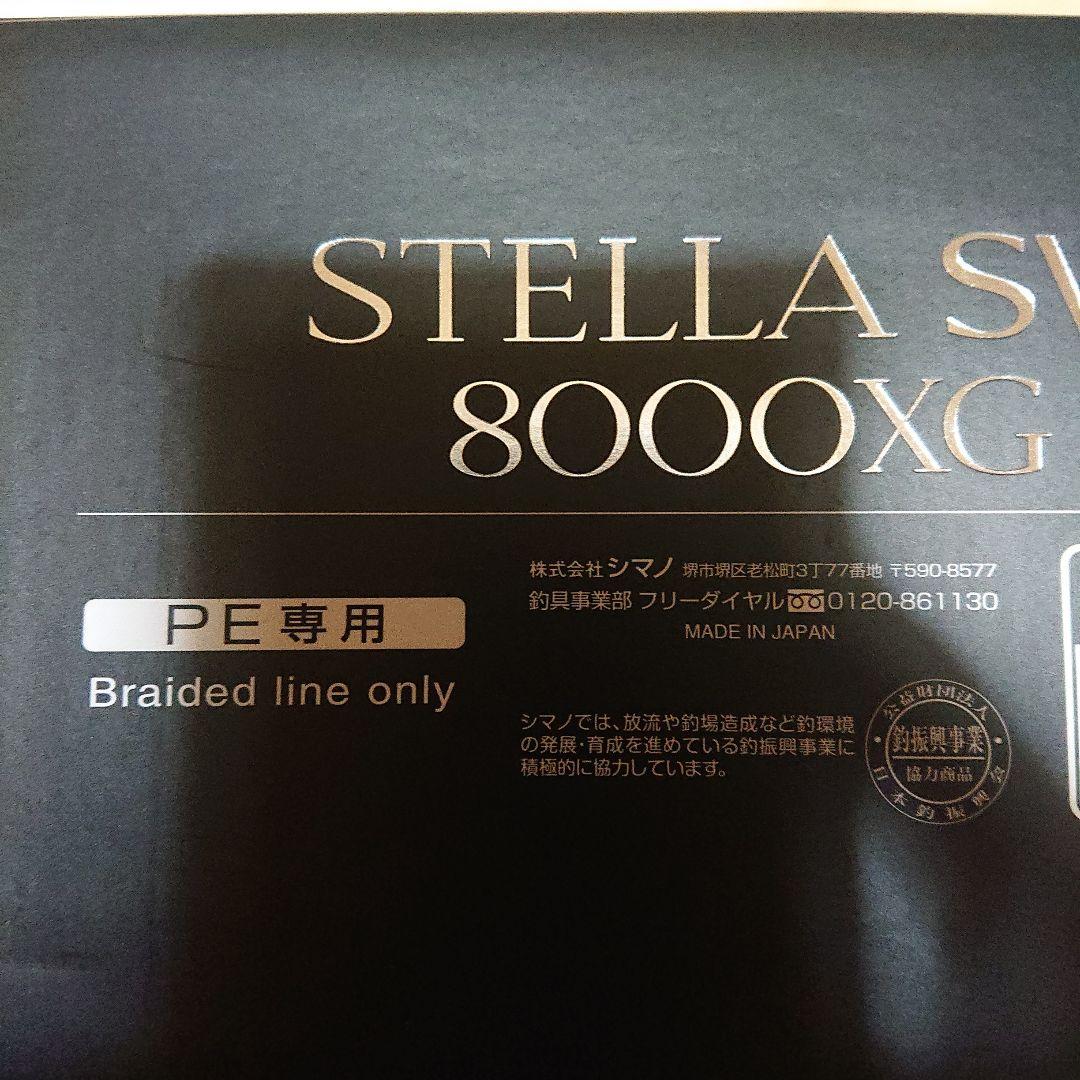 STELLA SW
8000XG
株式会社 シマノ 堺市堺区老松町3丁77番地 〒590-8577
釣具事業部 フリーダイヤル 0120-861130
MADE IN JAPAN
PE専用
Braided line only
シマノでは、放流や釣場造成など釣環境
の発展・育成を進めている釣振興事業に
積極的に協力しています。
公益財団法人
・釣振興事業・
協力商品
日本釣振興会